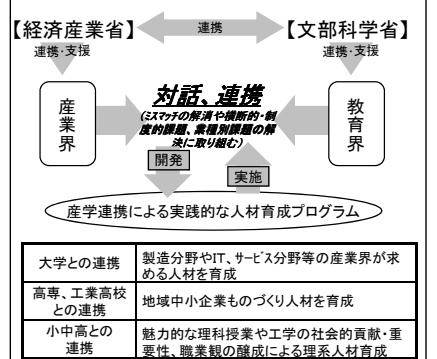 【経済産業省】 連携 【文部科学省】
連携・支援 連携・支援
産業界
対話、連携
(ミスマッチの解消や横断的・制
度的課題、業種別課題の解
決に取り組む)
教育界
開発
実施
産学連携による実践的な人材育成プログラム
大学との連携
製造分野やIT、サービス分野等の産業界が求
める人材を育成
高専、工業高校
との連携
地域中小企業ものづくり人材を育成
小中高との
連携
魅力的な理科授業や工学の社会的貢献・重
要性、職業観の醸成による理系人材育成